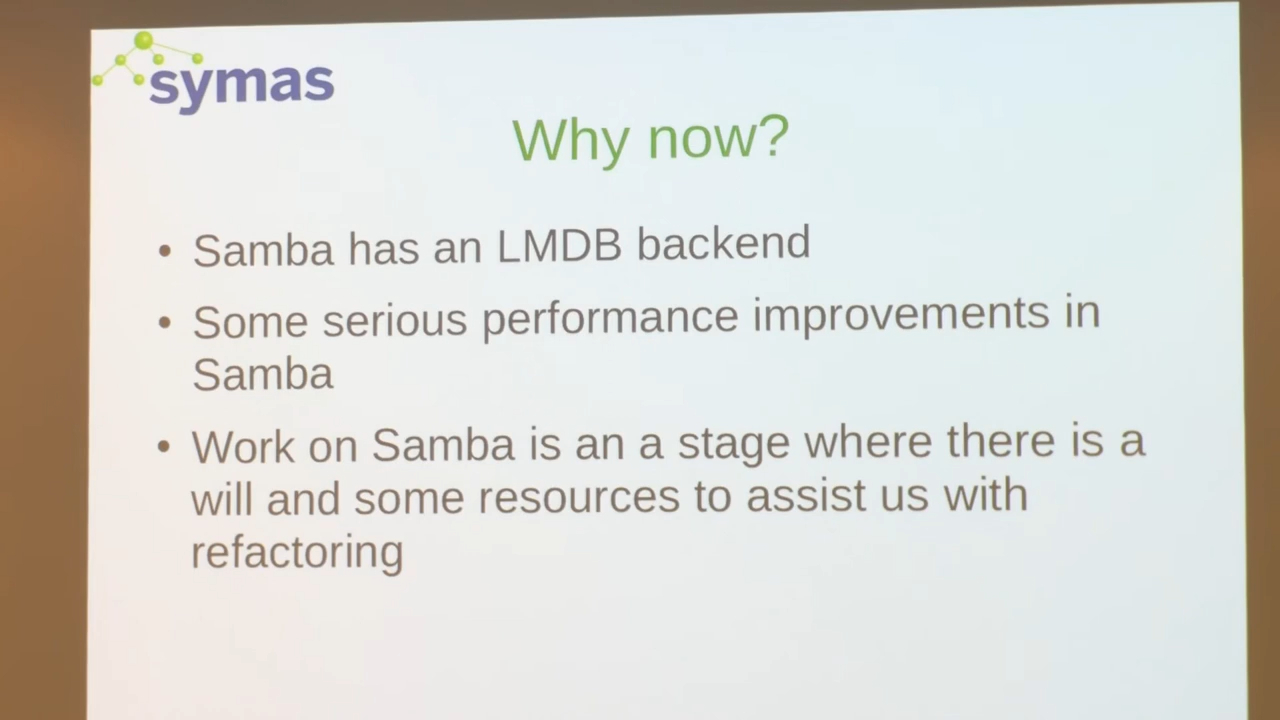 symas
Why now?
• Samba has an LMDB backend
• Some serious performance improvements in
Samba
• Work on Samba is an a stage where there is a
will and some resources to assist us with
refactoring